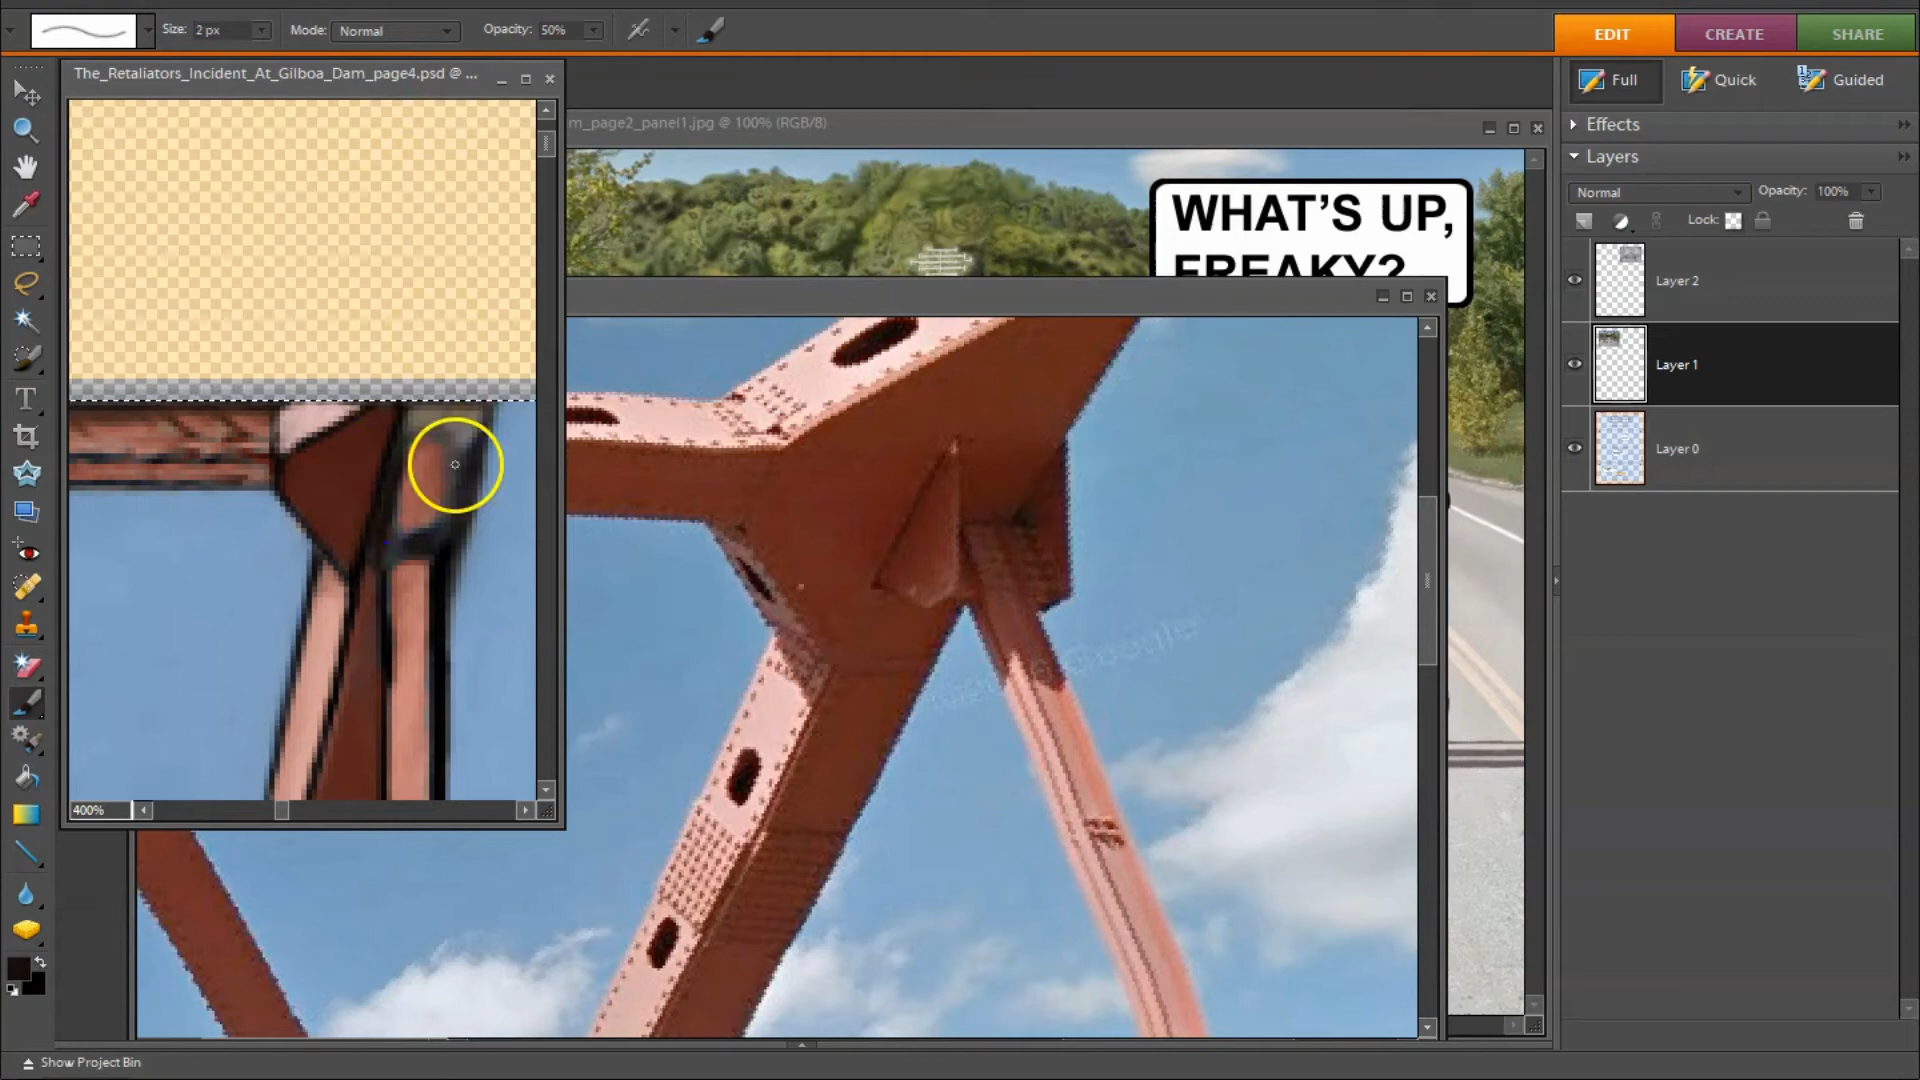 Size: 2 px
Mode: Normal
Opacity: 50%
EDIT
CREATE
SHARE
The_Retaliators_Incident_At_Gilboa_Dam_page4.psd @ ...
Full
Quick
Guided
m_page2_panel1.jpg @ 100% (RGB/8)
Effects
Layers
Normal
Opacity: 100%
Lock:
WHAT'S UP,
FREAKY?
Layer 2
Layer 1
Layer 0
400%
Show Project Bin